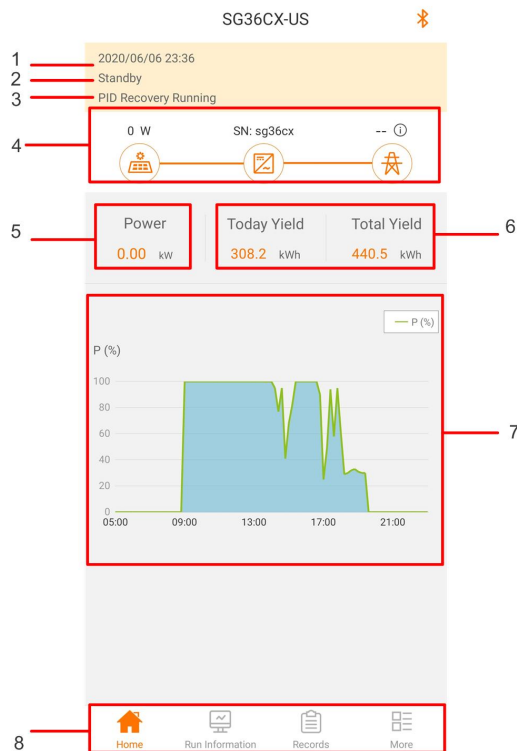 SG36CX-US
1
2020/06/06 23:36
2
Standby
3
PID Recovery Running
4
0 W
SN: sg36cx
--
5
Power
Today Yield
Total Yield
6
0.00 kW
308.2 kWh
440.5 kWh
P (%)
P (%)
100
80
60
40
20
0
05:00 09:00 13:00 17:00 21:00
7
8
Home Run Information Records More